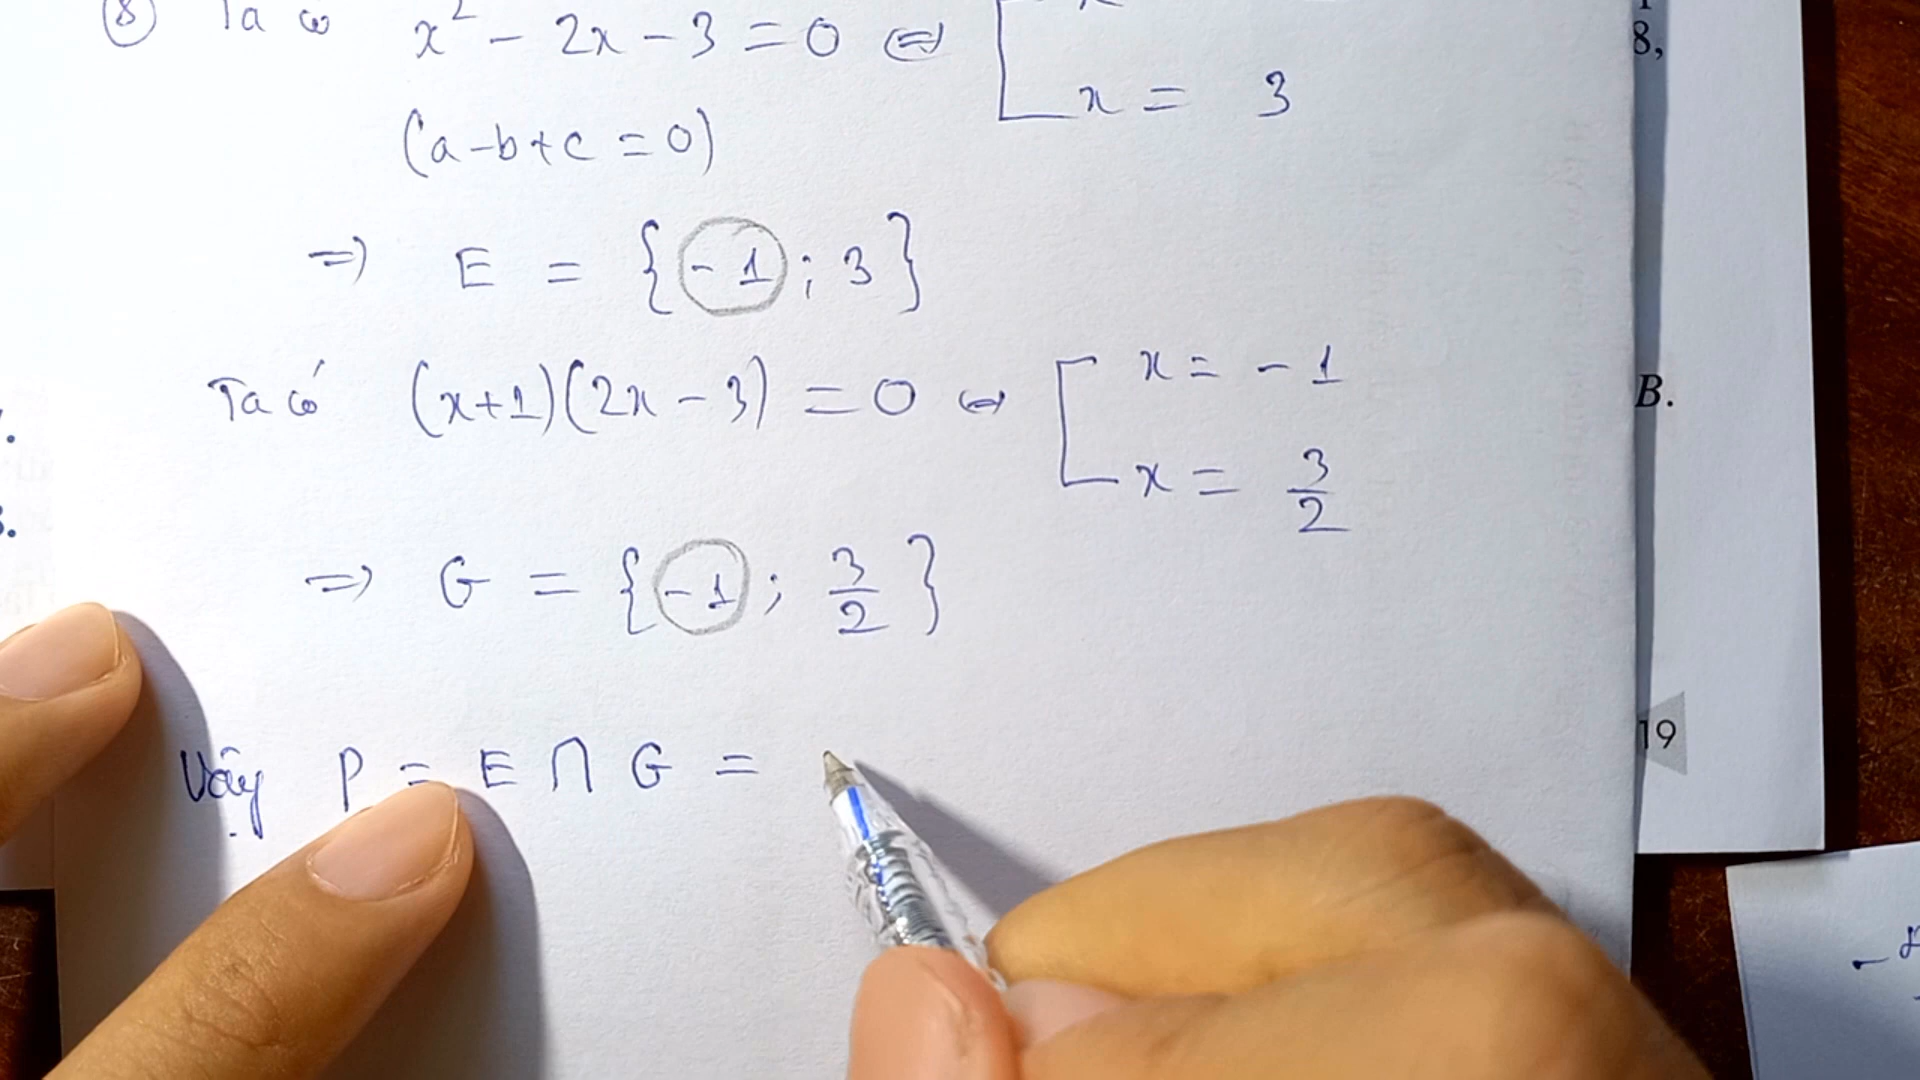 8 Ta có x² - 2x - 3 = 0 ⇔ [ x
x = 3
(a - b + c = 0)
⇒ E = {-1; 3}
Ta có (x+1)(2x - 3) = 0 ⇔ [ x = -1
x = 3/2
⇒ G = {-1; 3/2}
Vậy P = E ∩ G =
8,
B.
19